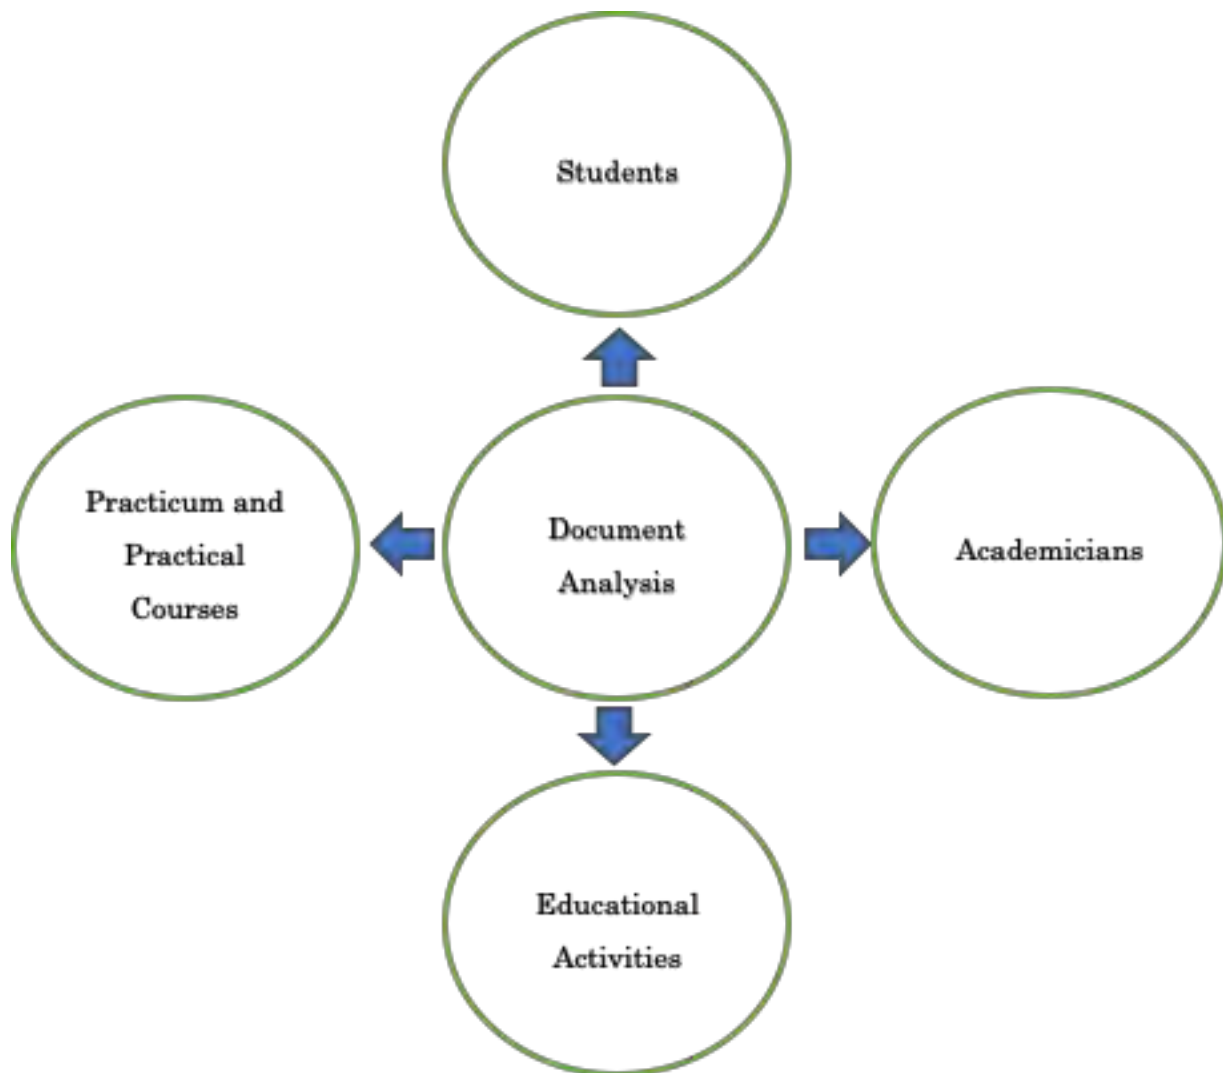 Students
Practicum and
Practical
Courses
Document
Analysis
Academicians
Educational
Activities